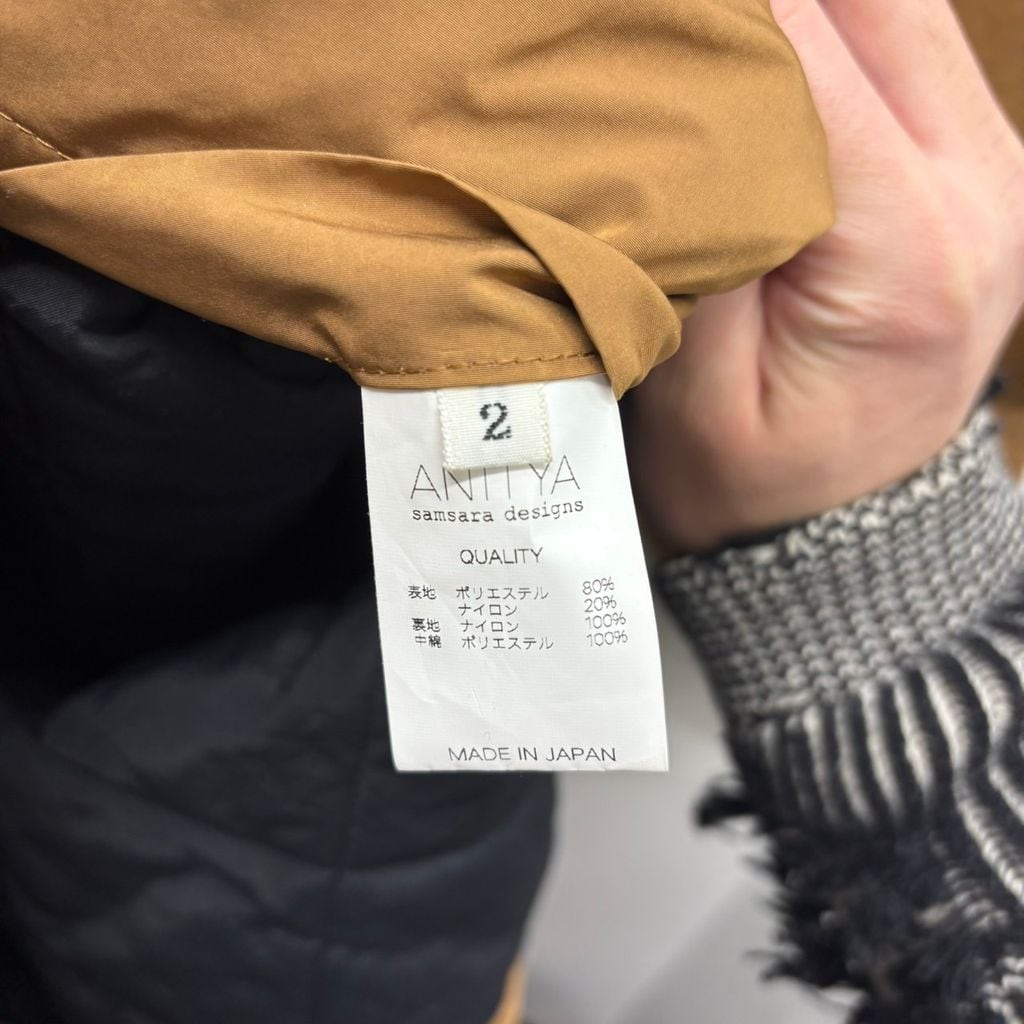 2
ANITYA
samsara designs
QUALITY
表地 ポリエステル 80%
ナイロン 20%
裏地 ナイロン 100%
中綿 ポリエステル 100%
MADE IN JAPAN